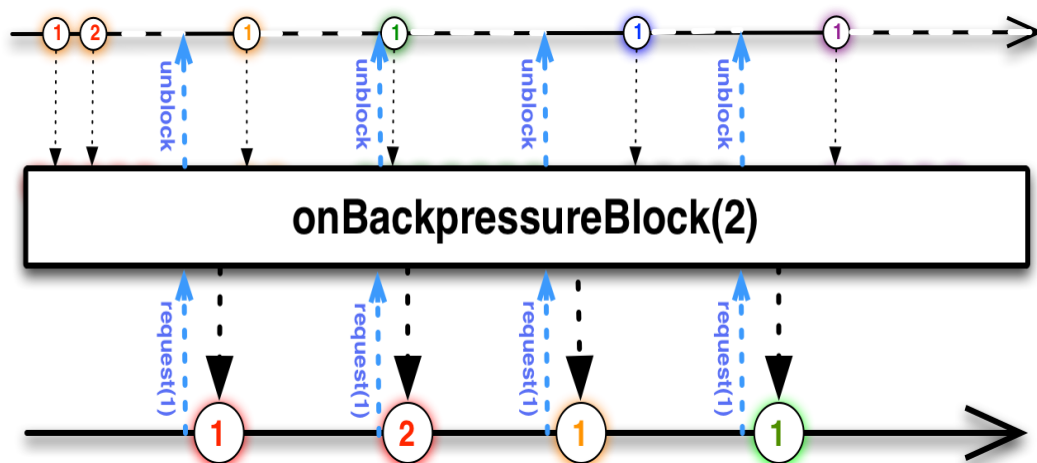 1 2 1 1 1 1
unblock unblock unblock unblock
onBackpressureBlock(2)
request(1) request(1) request(1) request(1)
1 2 1 1